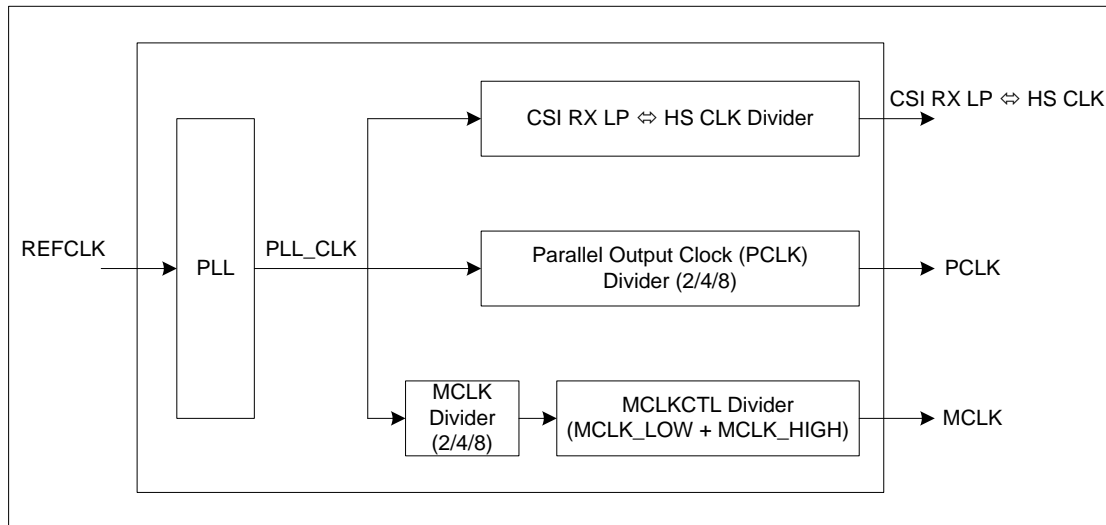 CSI RX LP ⇔ HS CLK Divider
CSI RX LP ⇔ HS CLK
REFCLK
PLL
PLL_CLK
Parallel Output Clock (PCLK)
Divider (2/4/8)
PCLK
MCLK
Divider
(2/4/8)
MCLKCTL Divider
(MCLK_LOW + MCLK_HIGH)
MCLK